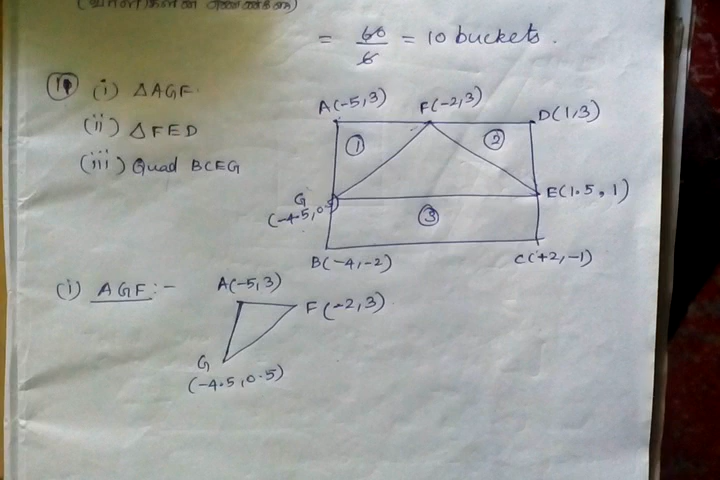 = 60/6 = 10 buckets.
11 (i) ΔAGF.
(ii) ΔFED
(iii) Quad BCEG
A(-5,3) F(-2,3) D(1,3)
① ②
G (-4.5,0.5) E(1.5,1)
③
B(-4,-2) C(+2,-1)
(i) AGF:-
A(-5,3)
F(-2,3)
G
(-4.5,0.5)